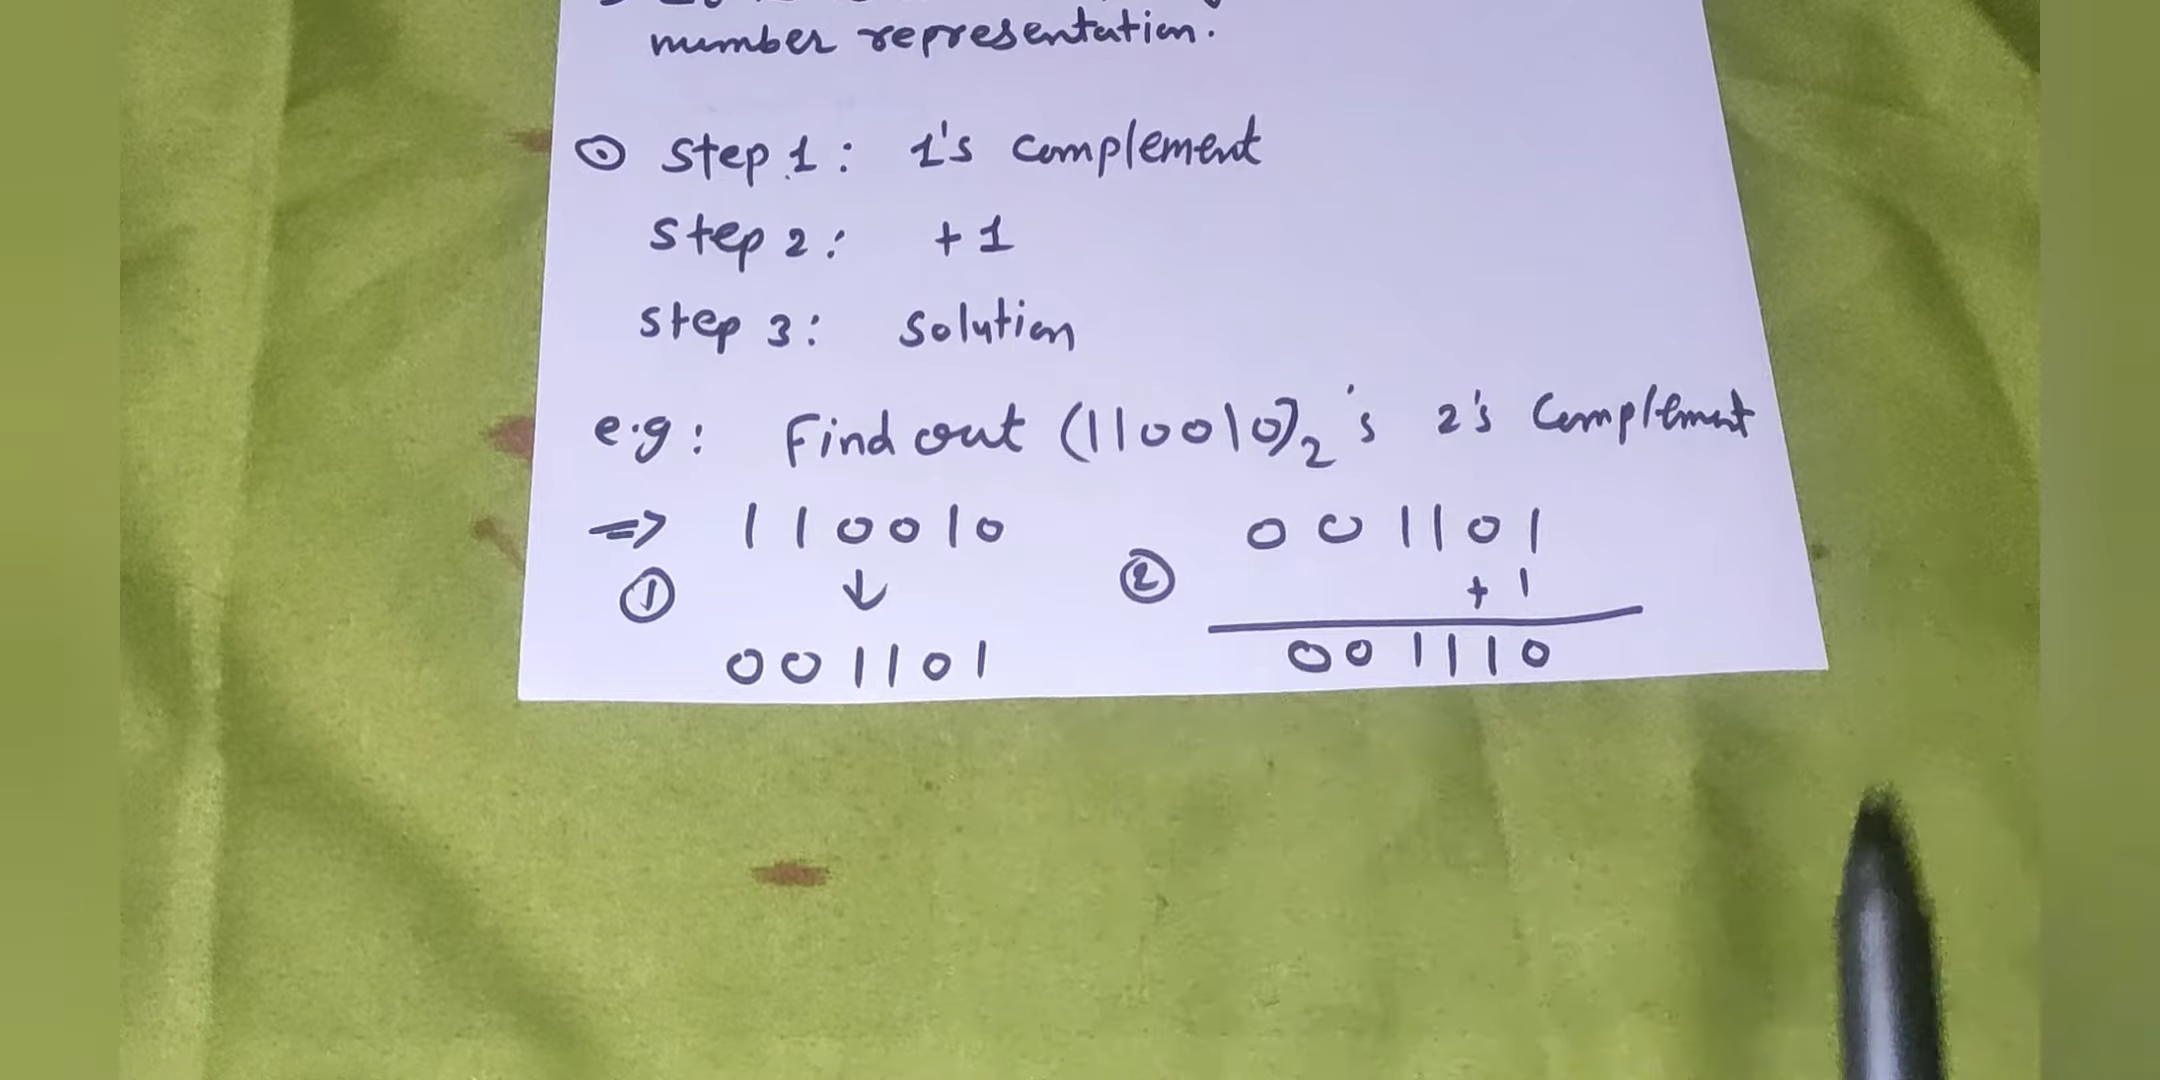 number representation.
⊙ step 1: 1's complement
step 2: +1
step 3: solution
e.g: Find out (110010)₂'s 2's complement
=> 110010 001101
① ↓ ② +1
001101 001110